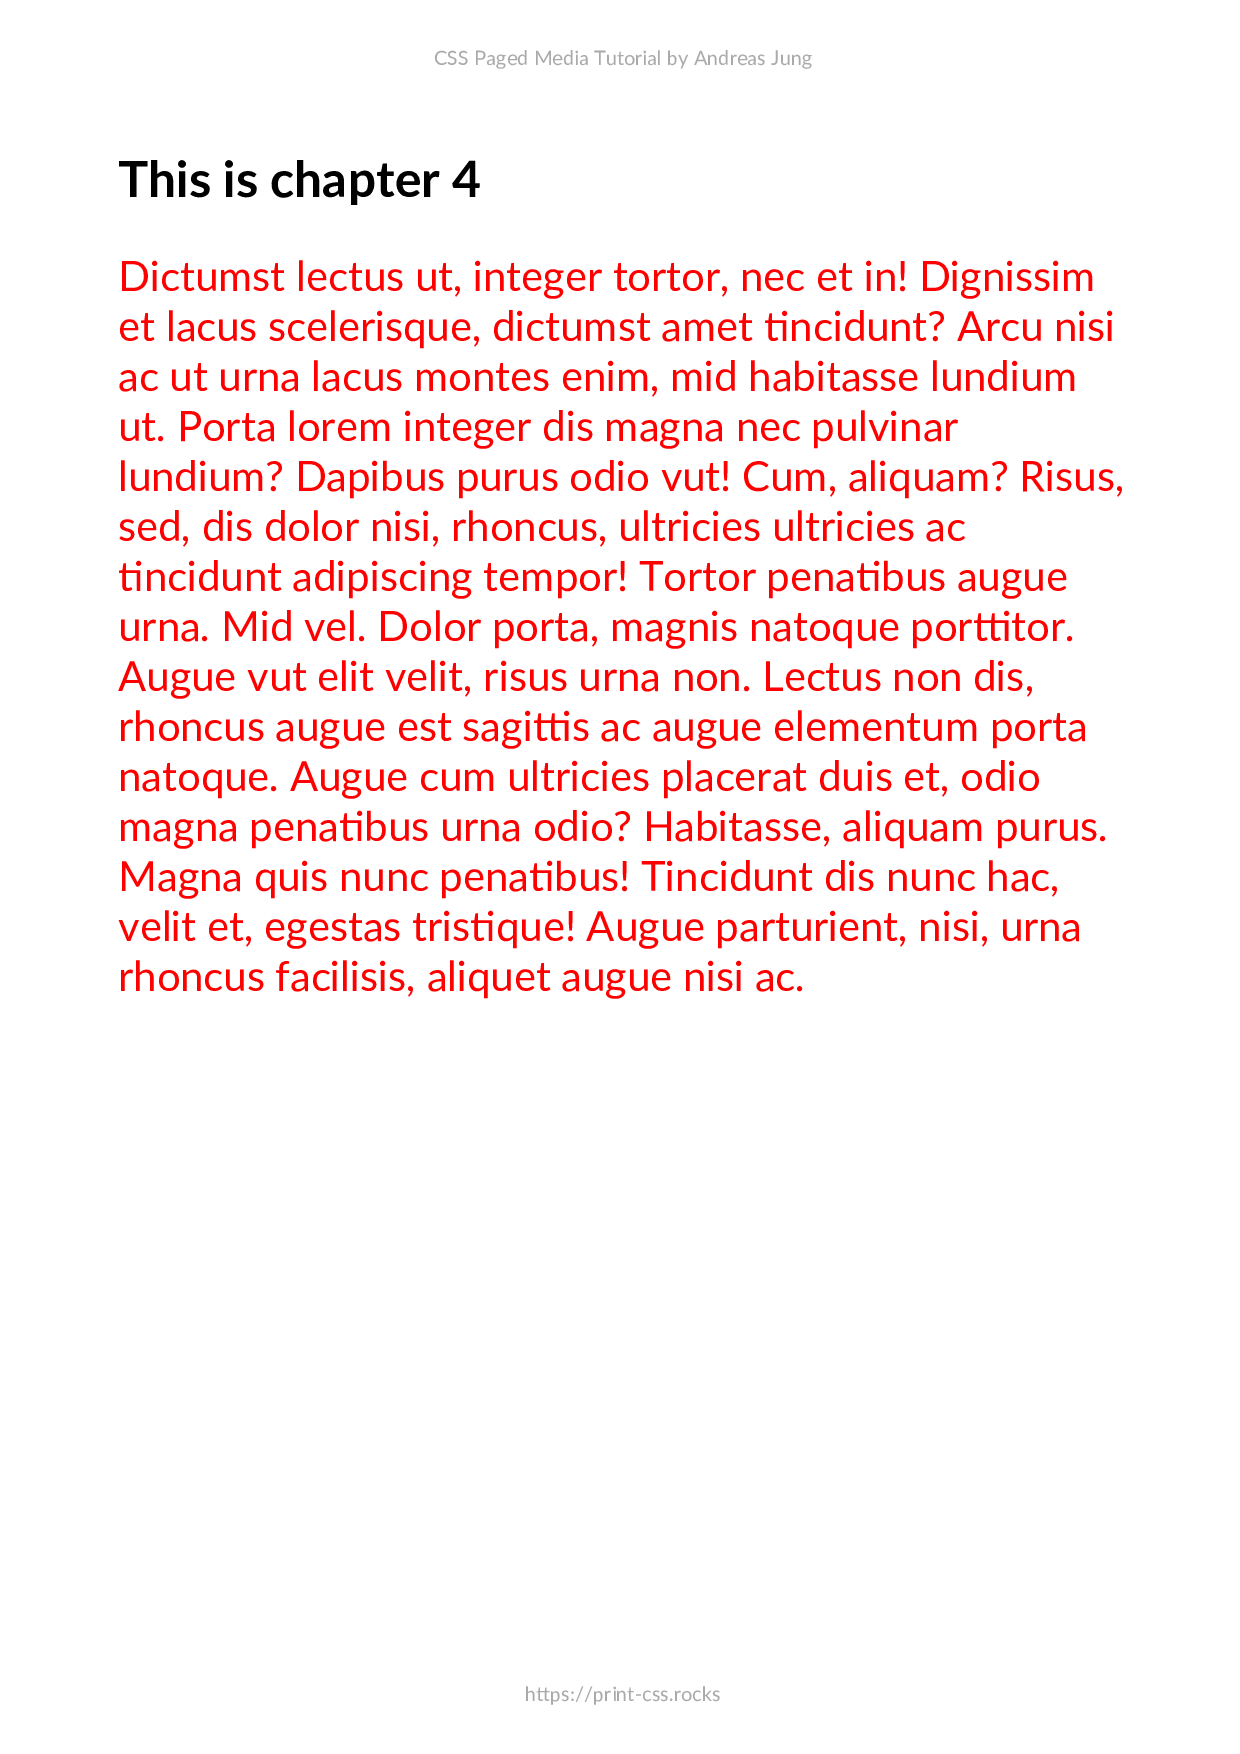 CSS Paged Media Tutorial by Andreas Jung
This is chapter 4
Dictumst lectus ut, integer tortor, nec et in! Dignissim
et lacus scelerisque, dictumst amet tincidunt? Arcu nisi
ac ut urna lacus montes enim, mid habitasse lundium
ut. Porta lorem integer dis magna nec pulvinar
lundium? Dapibus purus odio vut! Cum, aliquam? Risus,
sed, dis dolor nisi, rhoncus, ultricies ultricies ac
tincidunt adipiscing tempor! Tortor penatibus augue
urna. Mid vel. Dolor porta, magnis natoque porttitor.
Augue vut elit velit, risus urna non. Lectus non dis,
rhoncus augue est sagittis ac augue elementum porta
natoque. Augue cum ultricies placerat duis et, odio
magna penatibus urna odio? Habitasse, aliquam purus.
Magna quis nunc penatibus! Tincidunt dis nunc hac,
velit et, egestas tristique! Augue parturient, nisi, urna
rhoncus facilisis, aliquet augue nisi ac.
https://print-css.rocks